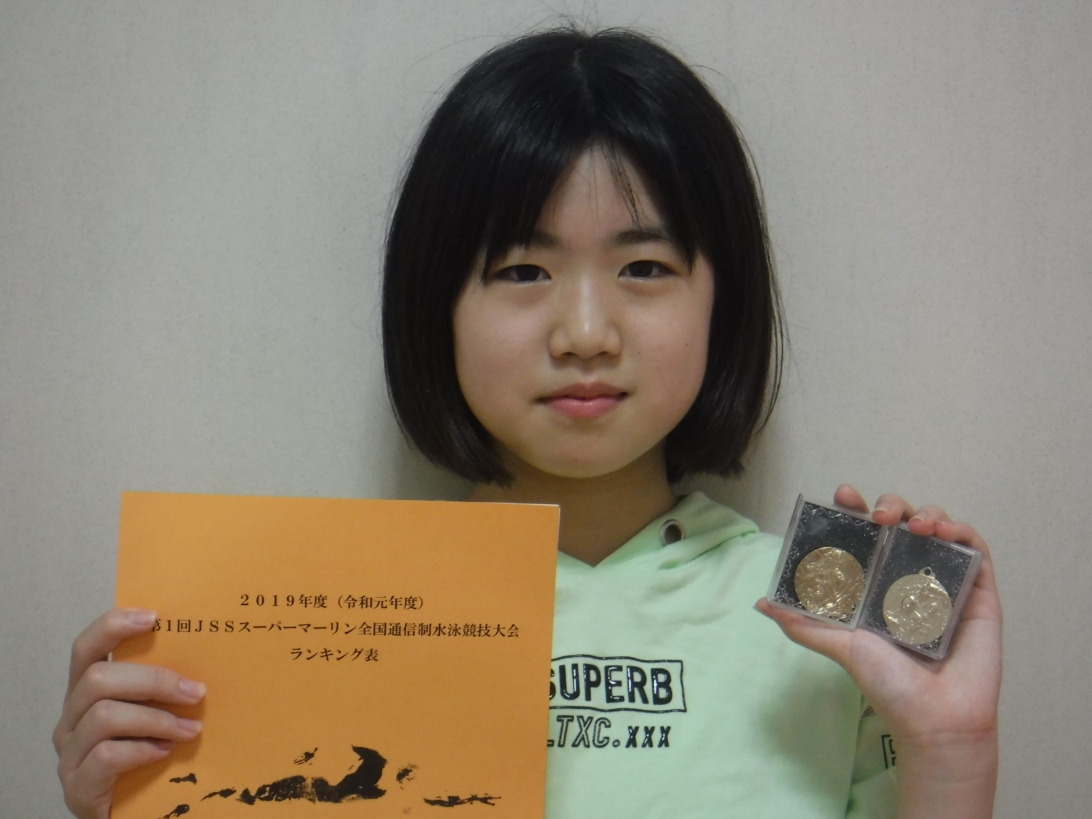 2019年度（令和元年度）
第1回JSSスーパーマーリン全国通信制水泳競技大会
ランキング表
SUPERB
LTXC.xxx